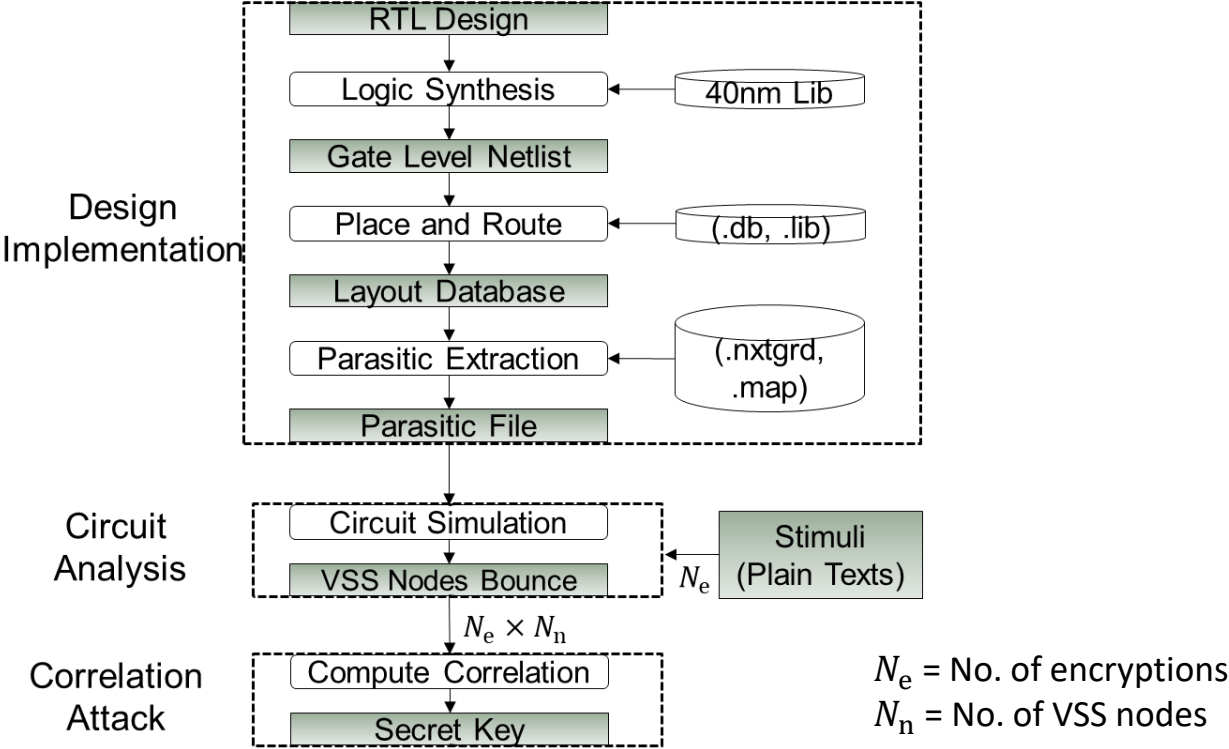 RTL Design
Logic Synthesis
40nm Lib
Gate Level Netlist
Design
Implementation
Place and Route
(.db, .lib)
Layout Database
Parasitic Extraction
(.nxtgrd,
.map)
Parasitic File
Circuit
Analysis
Circuit Simulation
VSS Nodes Bounce
Stimuli
(Plain Texts)
Nₑ
Nₑ × Nₙ
Correlation
Attack
Compute Correlation
Secret Key
Nₑ = No. of encryptions
Nₙ = No. of VSS nodes